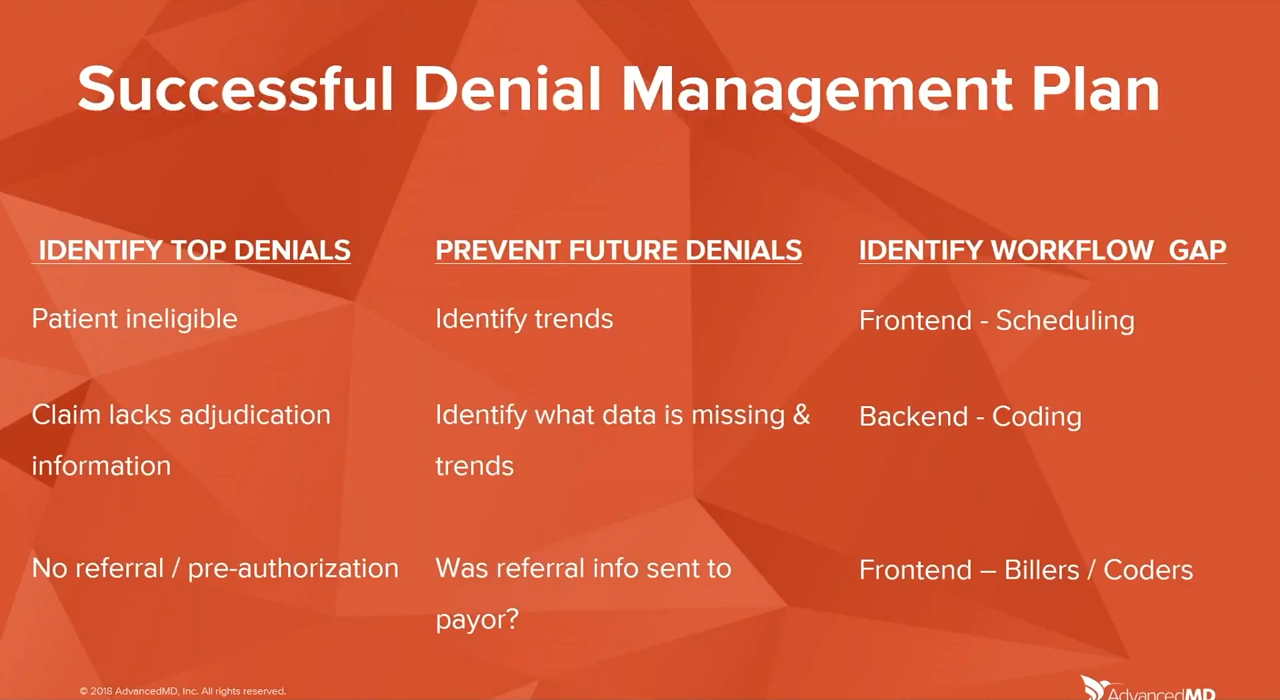 Successful Denial Management Plan
IDENTIFY TOP DENIALS
PREVENT FUTURE DENIALS
IDENTIFY WORKFLOW  GAP
Patient ineligible
Identify trends
Frontend - Scheduling
Claim lacks adjudication
information
Identify what data is missing &
trends
Backend - Coding
No referral / pre-authorization
Was referral info sent to
payor?
Frontend – Billers / Coders
© 2018 AdvancedMD, Inc. All rights reserved.
AdvancedMD